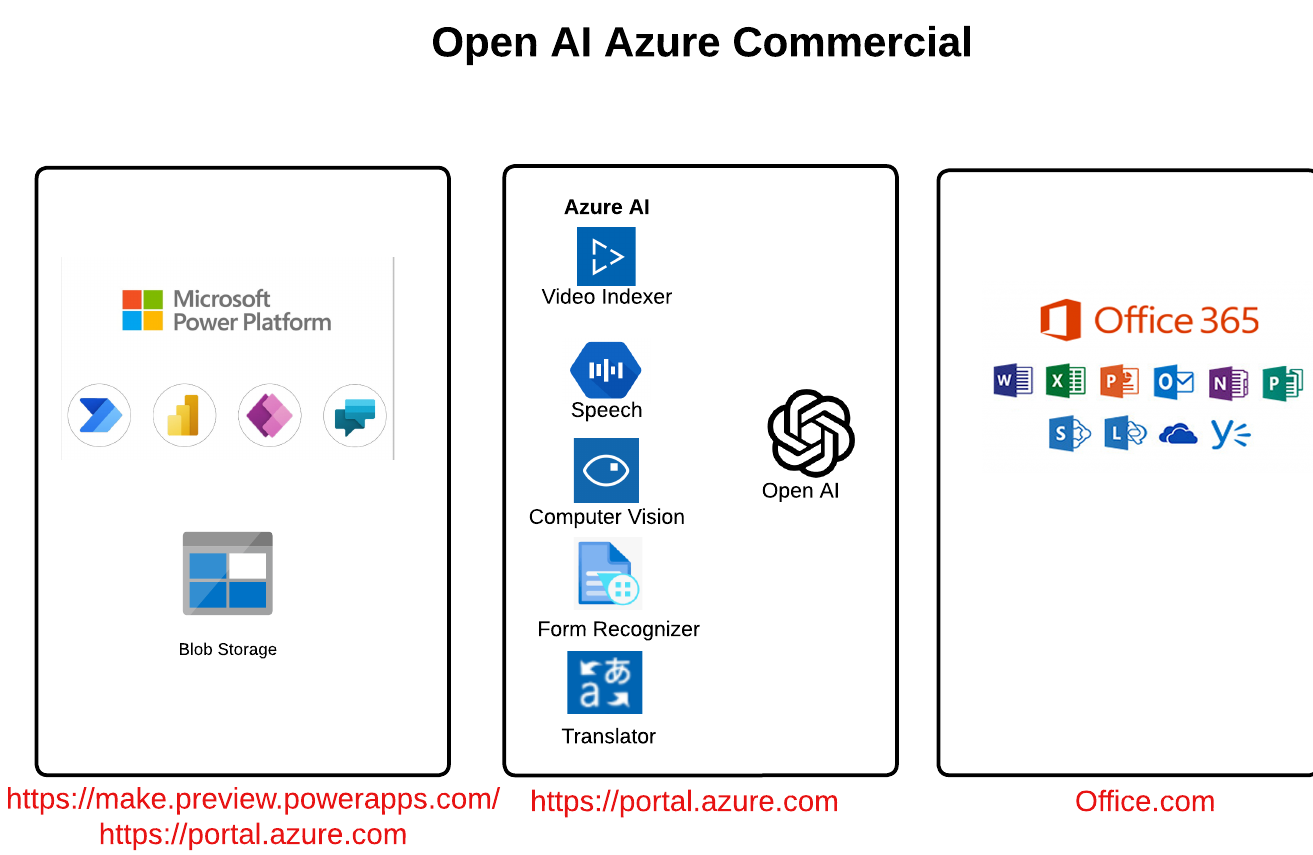 Open AI Azure Commercial
Microsoft
Power Platform
Blob Storage
https://make.preview.powerapps.com/
https://portal.azure.com
Azure AI
Video Indexer
Speech
Computer Vision
Form Recognizer
a あ
Translator
Open AI
https://portal.azure.com
Office 365
W X P O N P
S L y
Office.com